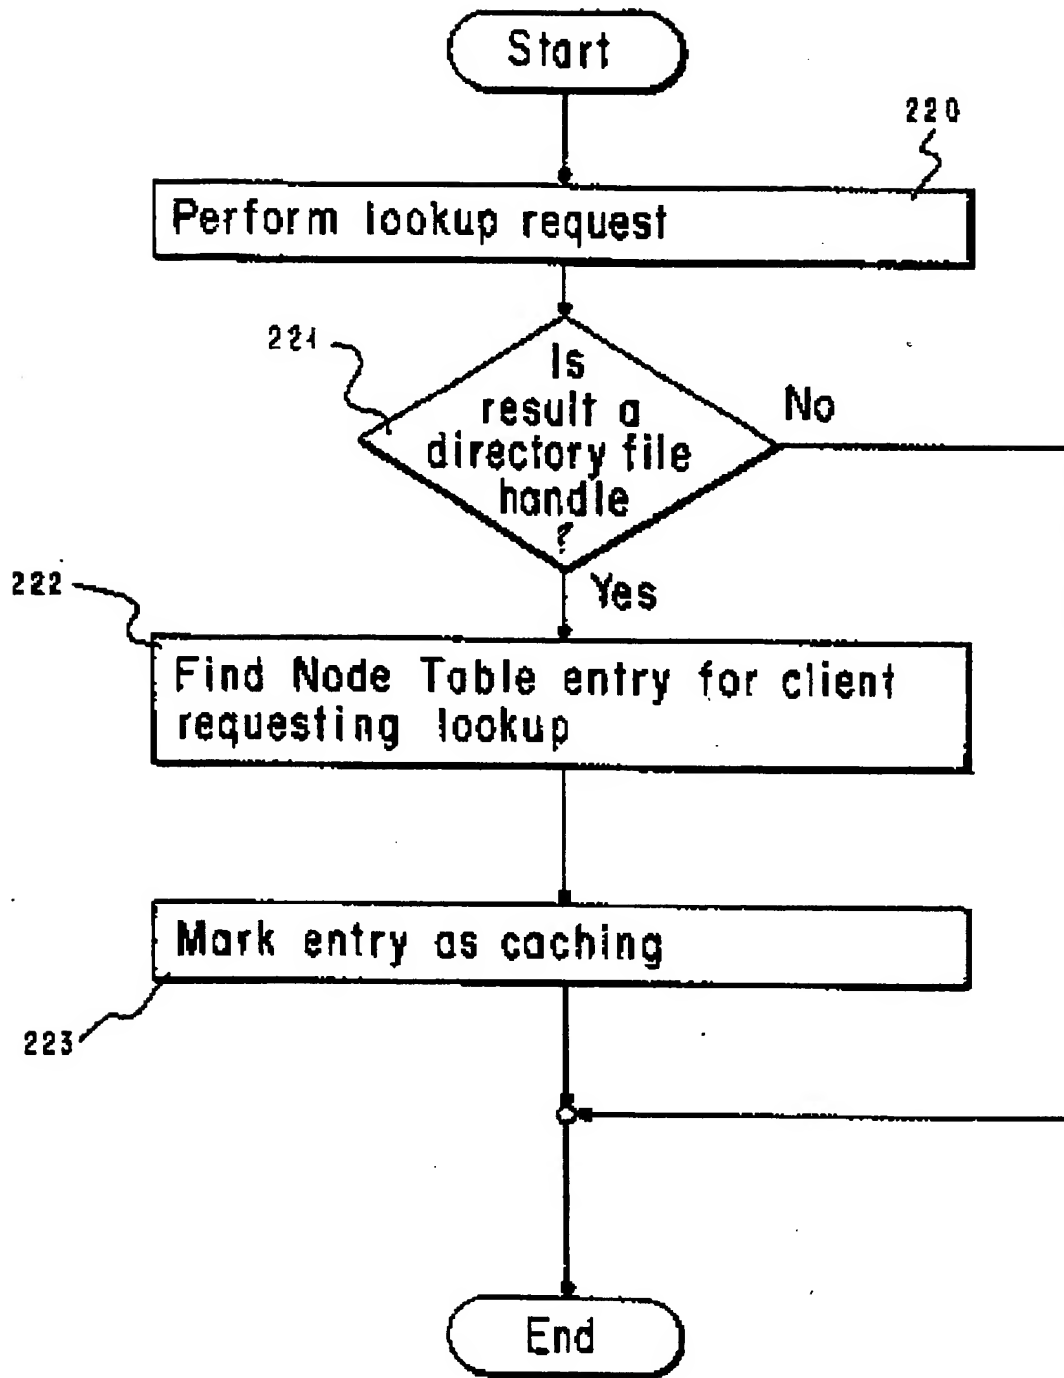 Start
220
Perform lookup request
221
Is
result a
directory file
handle
?
No
Yes
222
Find Node Table entry for client
requesting lookup
Mark entry as caching
223
End